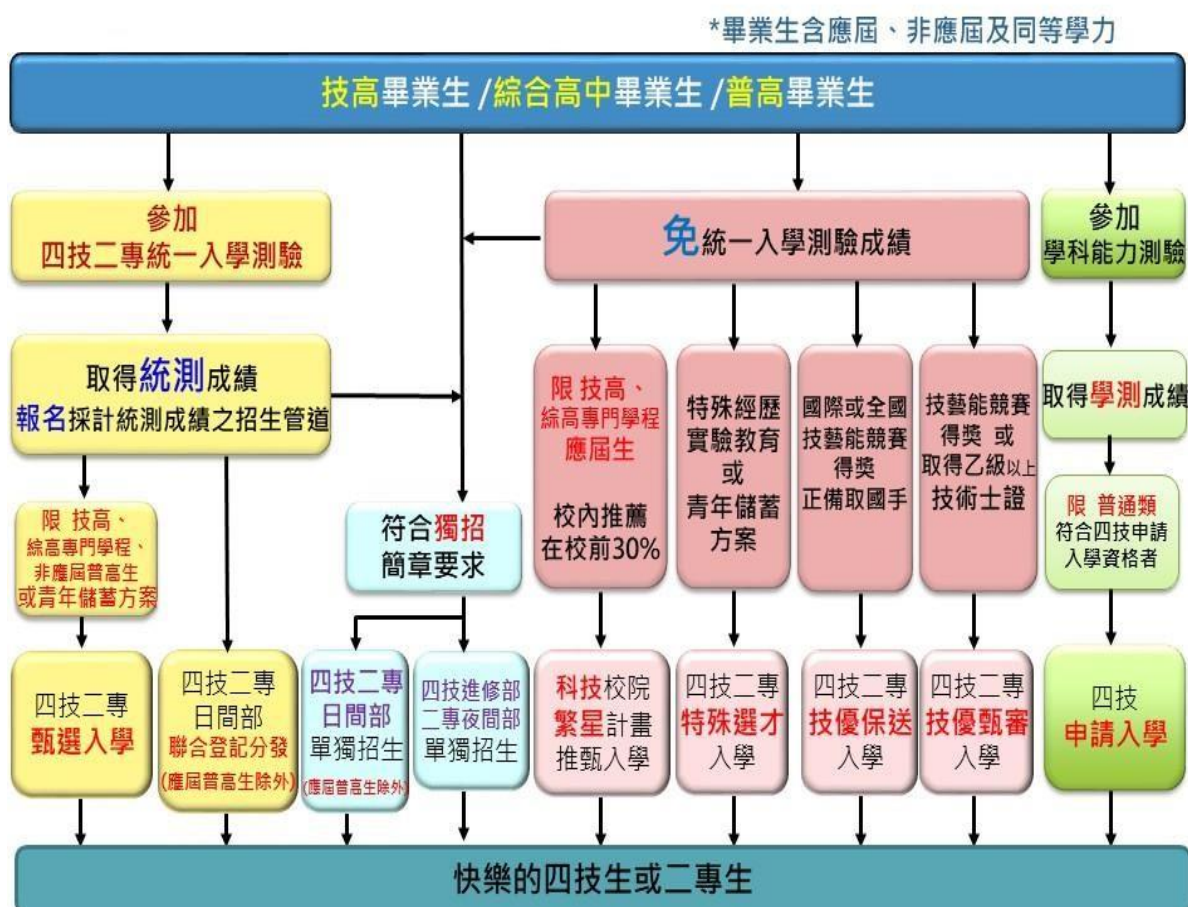 *畢業生含應屆、非應屆及同等學力
技高畢業生 /綜合高中畢業生 /普高畢業生
參加
四技二專統一入學測驗
免統一入學測驗成績
參加
學科能力測驗
取得統測成績
報名採計統測成績之招生管道
限 技高、
綜高專門學程
應屆生
校內推薦
在校前30%
特殊經歷
實驗教育
或
青年儲蓄
方案
國際或全國
技藝能競賽
得獎
正備取國手
技藝能競賽
得獎 或
取得乙級以上
技術士證
取得學測成績
限 技高、
綜高專門學程、
非應屆普高生
或青年儲蓄方案
符合獨招
簡章要求
限 普通類
符合四技申請
入學資格者
四技二專
甄選入學
四技二專
日間部
聯合登記分發
(應屆普高生除外)
四技二專
日間部
單獨招生
(應屆普高生除外)
四技進修部
二專夜間部
單獨招生
科技校院
繁星計畫
推甄入學
四技二專
特殊選才
入學
四技二專
技優保送
入學
四技二專
技優甄審
入學
四技
申請入學
快樂的四技生或二專生